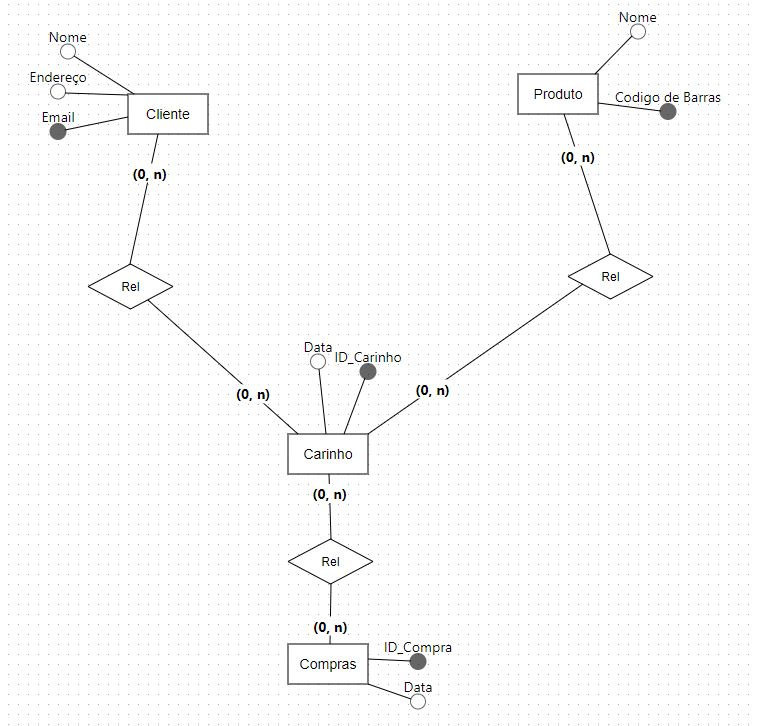 Nome
Endereço
Email
Cliente
(0, n)
Rel
(0, n)
Nome
Produto
Codigo de Barras
(0, n)
Rel
(0, n)
Data
ID_Carinho
Carinho
(0, n)
Rel
(0, n)
Compras
ID_Compra
Data